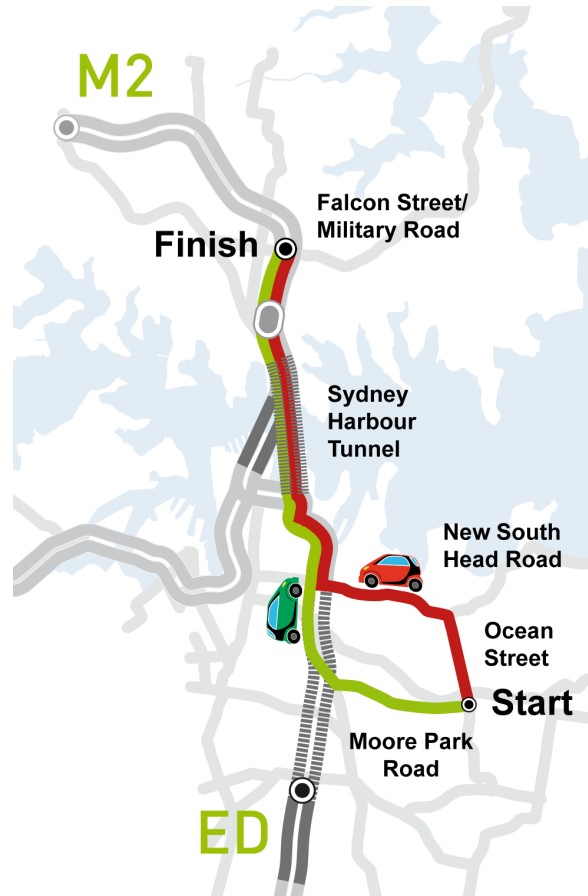 M2
Falcon Street/
Military Road
Finish
Sydney
Harbour
Tunnel
New South
Head Road
Ocean
Street
Start
Moore Park
Road
ED